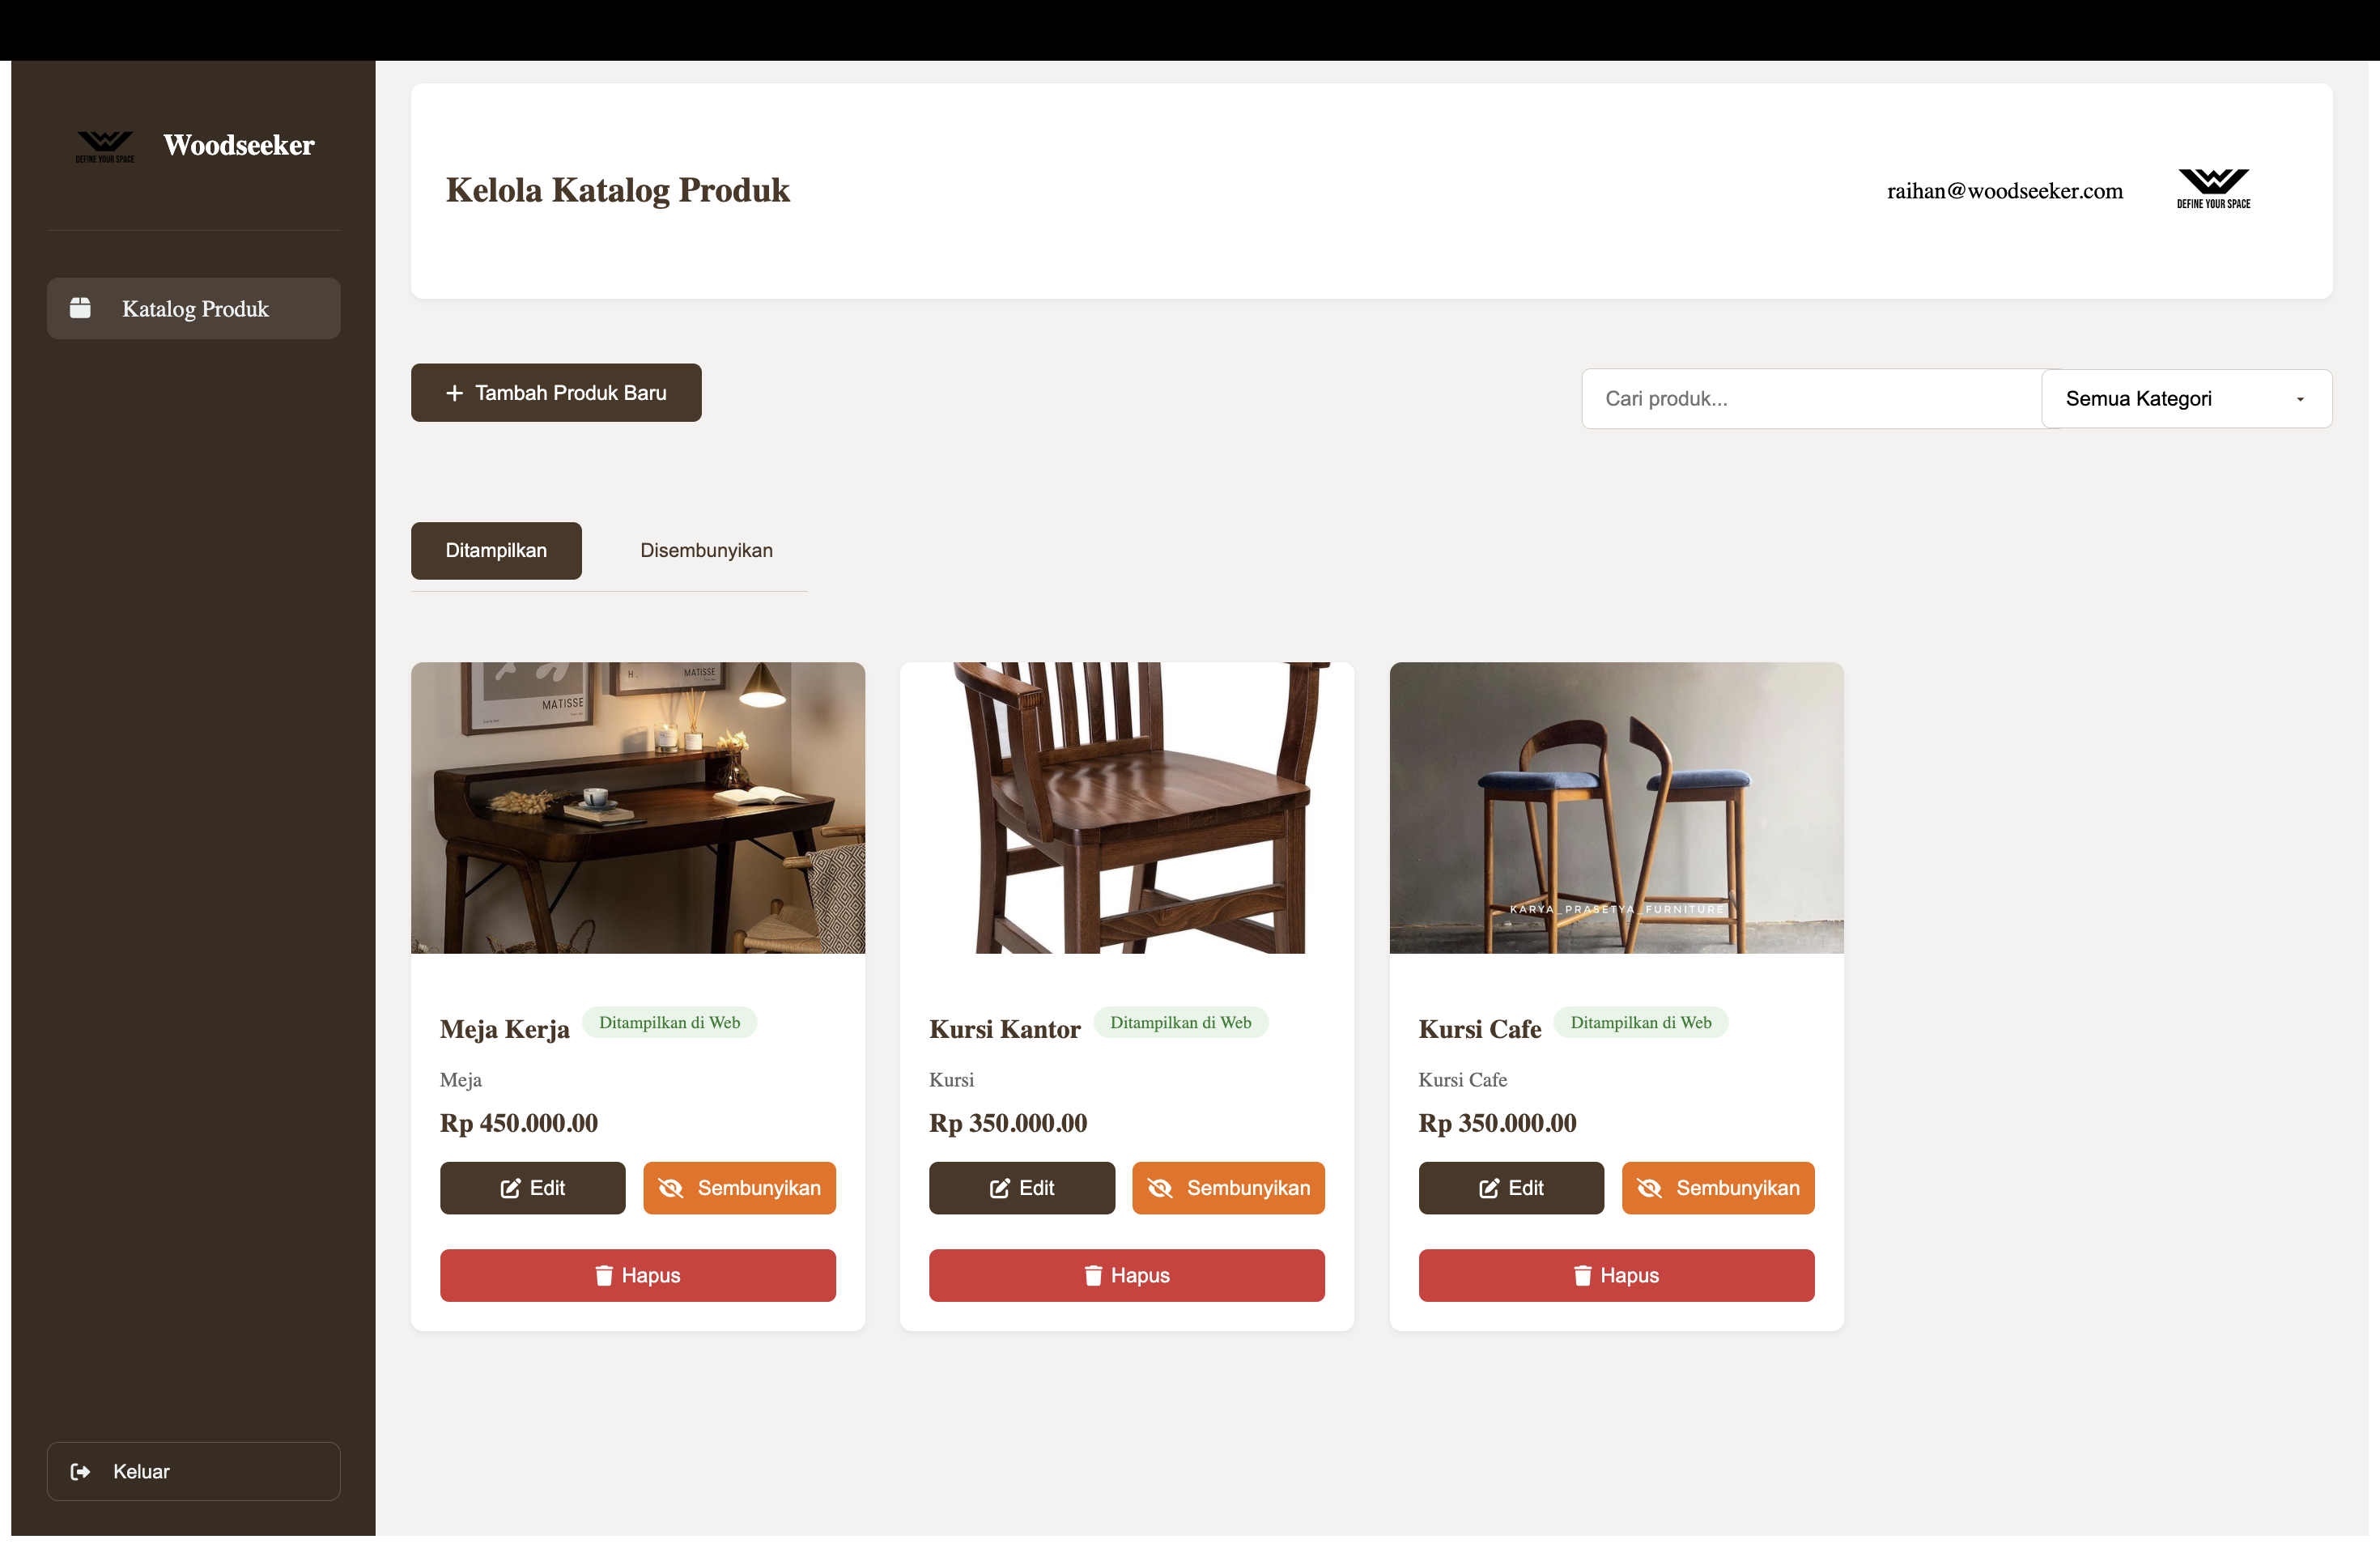 DEFINE YOUR SPACE
Woodseeker
Katalog Produk
Keluar
Kelola Katalog Produk
raihan@woodseeker.com
DEFINE YOUR SPACE
Tambah Produk Baru
Cari produk...
Semua Kategori
Ditampilkan
Disembunyikan
H.
MATISSE
MATISSE
KARYA_PRASETYA_FURNITURE
Meja Kerja
Ditampilkan di Web
Meja
Rp 450.000.00
Edit
Sembunyikan
Hapus
Kursi Kantor
Ditampilkan di Web
Kursi
Rp 350.000.00
Edit
Sembunyikan
Hapus
Kursi Cafe
Ditampilkan di Web
Kursi Cafe
Rp 350.000.00
Edit
Sembunyikan
Hapus